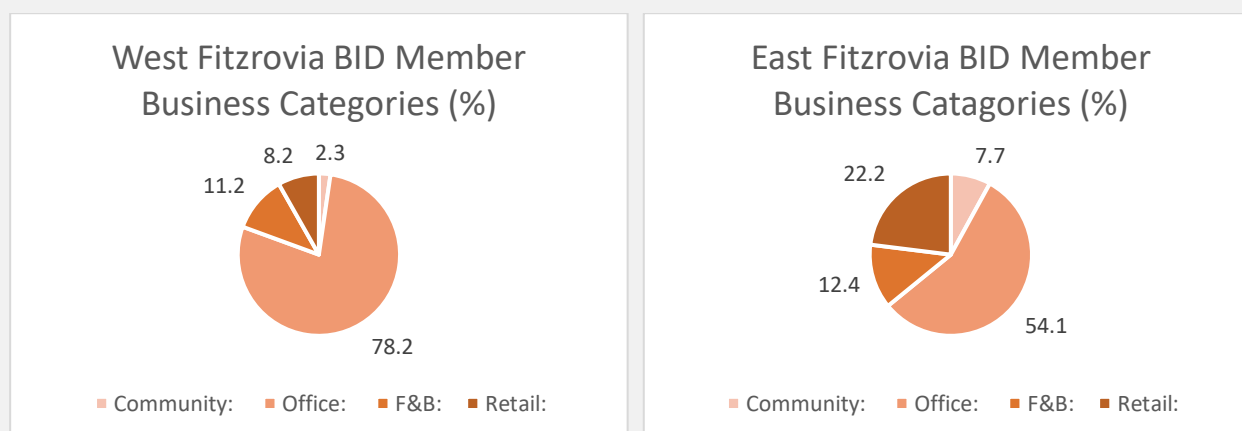 West Fitzrovia BID Member
Business Categories (%)
8.2
2.3
11.2
78.2
Community:
Office:
F&B:
Retail:
East Fitzrovia BID Member
Business Catagories (%)
7.7
22.2
12.4
54.1
Community:
Office:
F&B:
Retail: